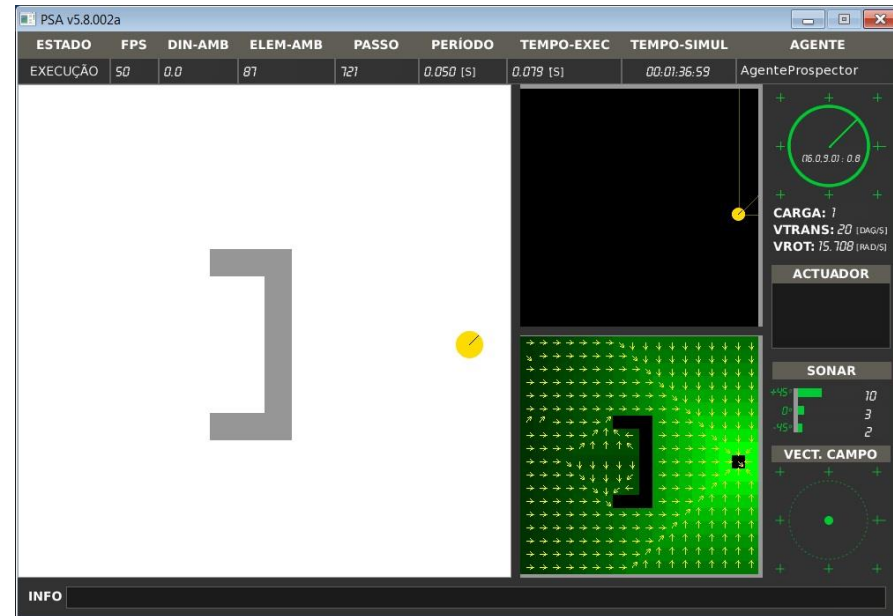 PSA v5.8.002a
ESTADO FPS DIN-AMB ELEM-AMB PASSO PERÍODO TEMPO-EXEC TEMPO-SIMUL AGENTE
EXECUÇÃO 50 0.0 87 721 0.050 [S] 0.079 [S] 00:01:36:59 AgenteProspector
(16.0,9.0) : 0.8
CARGA: 1
VTRANS: 20 [DAG/S]
VROT: 15.708 [RAD/S]
ACTUADOR
SONAR
+45° 10
0° 3
-45° 2
VECT. CAMPO
INFO